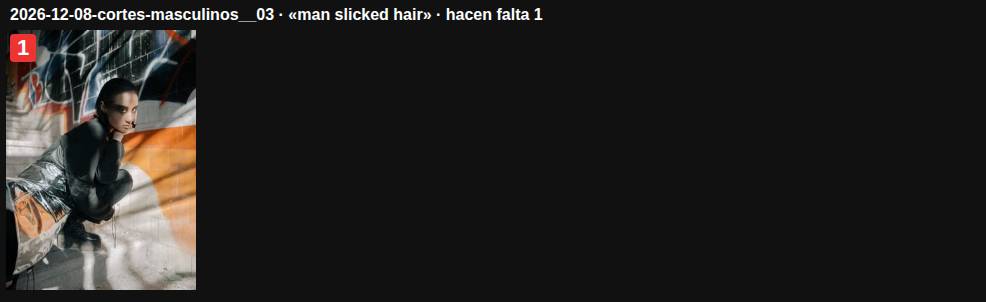 2026-12-08-cortes-masculinos__03 · «man slicked hair» · hacen falta 1
1